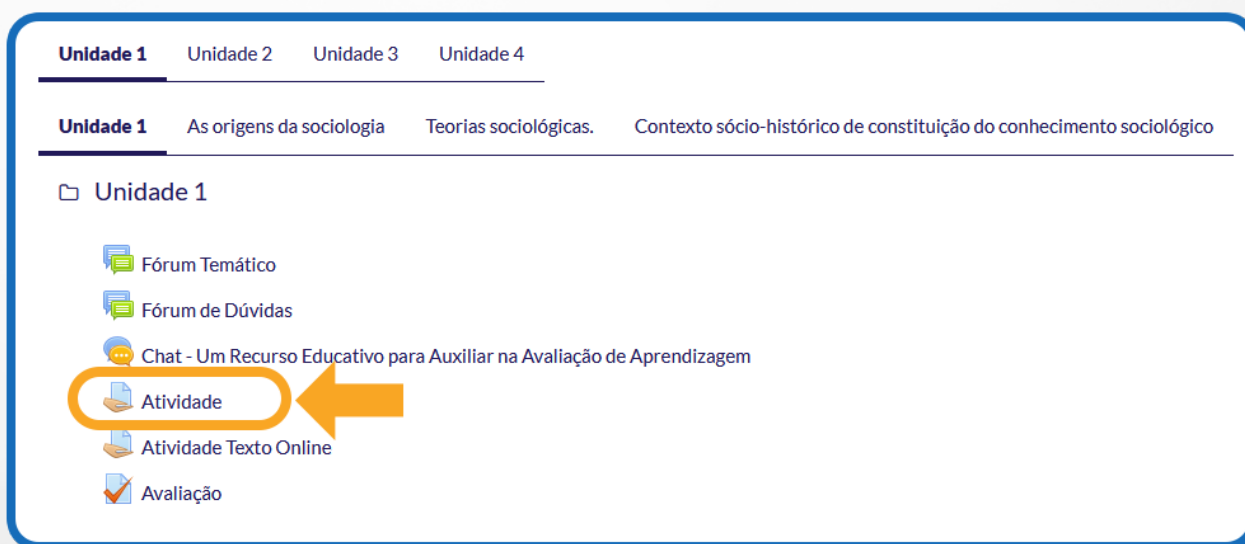 Unidade 1 Unidade 2 Unidade 3 Unidade 4
Unidade 1 As origens da sociologia Teorias sociológicas. Contexto sócio-histórico de constituição do conhecimento sociológico
Unidade 1
Fórum Temático
Fórum de Dúvidas
Chat - Um Recurso Educativo para Auxiliar na Avaliação de Aprendizagem
Atividade
Atividade Texto Online
Avaliação